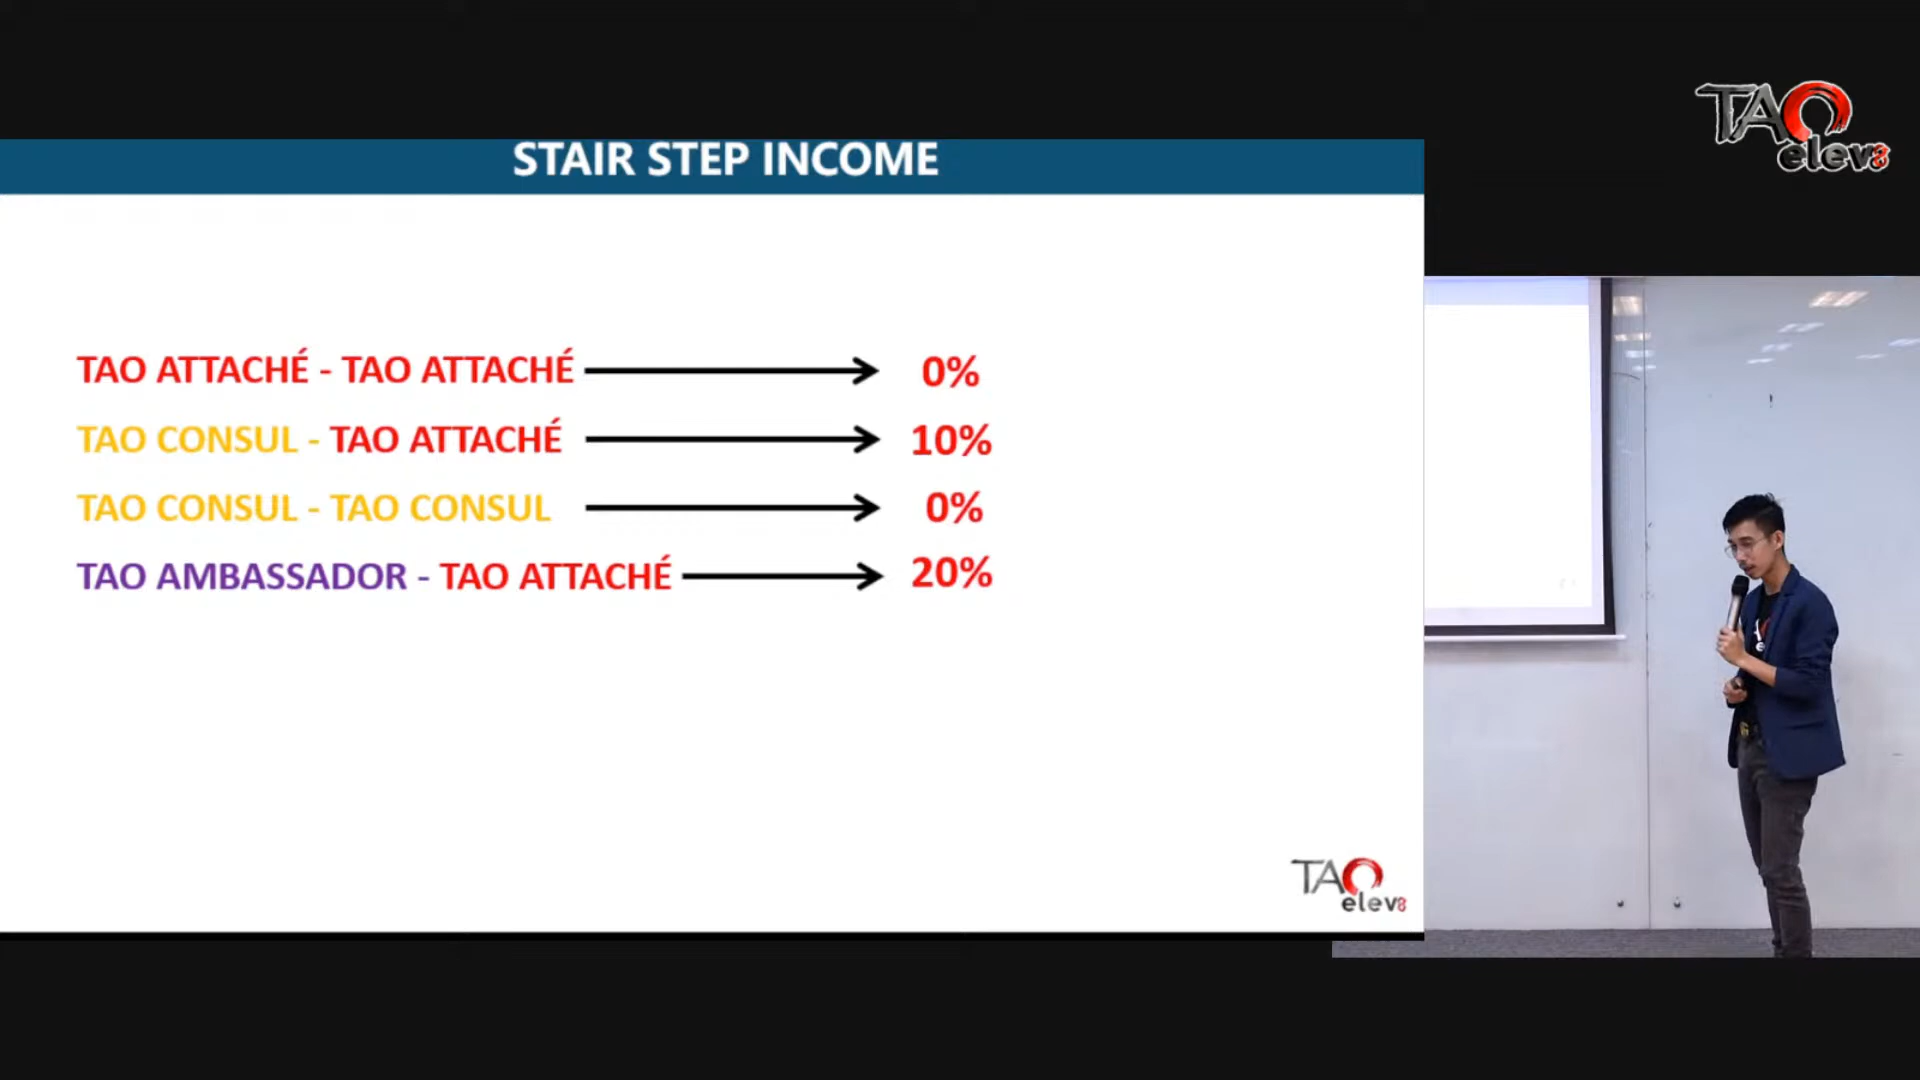 TAO
elev8
STAIR STEP INCOME
TAO ATTACHÉ - TAO ATTACHÉ 0%
TAO CONSUL - TAO ATTACHÉ 10%
TAO CONSUL - TAO CONSUL 0%
TAO AMBASSADOR - TAO ATTACHÉ 20%
TAO
elev8